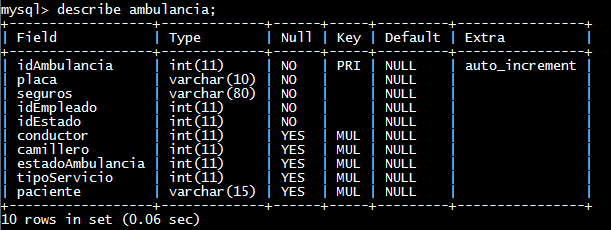 mysql> describe ambulancia;
+------------------+-------------+------+-----+---------+----------------+
| Field            | Type        | Null | Key | Default | Extra          |
+------------------+-------------+------+-----+---------+----------------+
| idAmbulancia     | int(11)     | NO   | PRI | NULL    | auto_increment |
| placa            | varchar(10) | NO   |     | NULL    |                |
| seguros          | varchar(80) | NO   |     | NULL    |                |
| idEmpleado       | int(11)     | NO   |     | NULL    |                |
| idEstado         | int(11)     | NO   |     | NULL    |                |
| conductor        | int(11)     | YES  | MUL | NULL    |                |
| camillero        | int(11)     | YES  | MUL | NULL    |                |
| estadoAmbulancia | int(11)     | YES  | MUL | NULL    |                |
| tipoServicio     | int(11)     | YES  | MUL | NULL    |                |
| paciente         | varchar(15) | YES  | MUL | NULL    |                |
+------------------+-------------+------+-----+---------+----------------+
10 rows in set (0.06 sec)